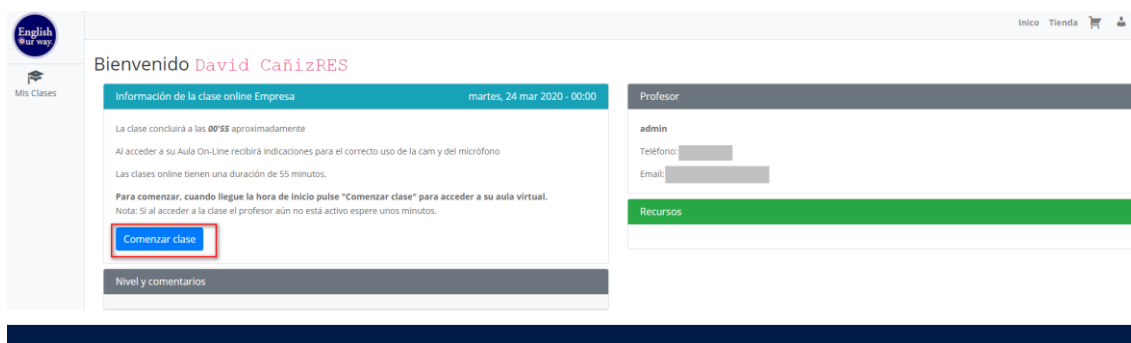 English
Our way.
Inico Tienda
Mis Clases
Bienvenido David CañizRES
Información de la clase online Empresa martes, 24 mar 2020 - 00:00
La clase concluirá a las 00'55 aproximadamente
Al acceder a su Aula On-Line recibirá indicaciones para el correcto uso de la cam y del micrófono
Las clases online tienen una duración de 55 minutos.
Para comenzar, cuando llegue la hora de inicio pulse "Comenzar clase" para acceder a su aula virtual.
Nota: Si al acceder a la clase el profesor aún no está activo espere unos minutos.
Comenzar clase
Nivel y comentarios
Profesor
admin
Teléfono:
Email:
Recursos